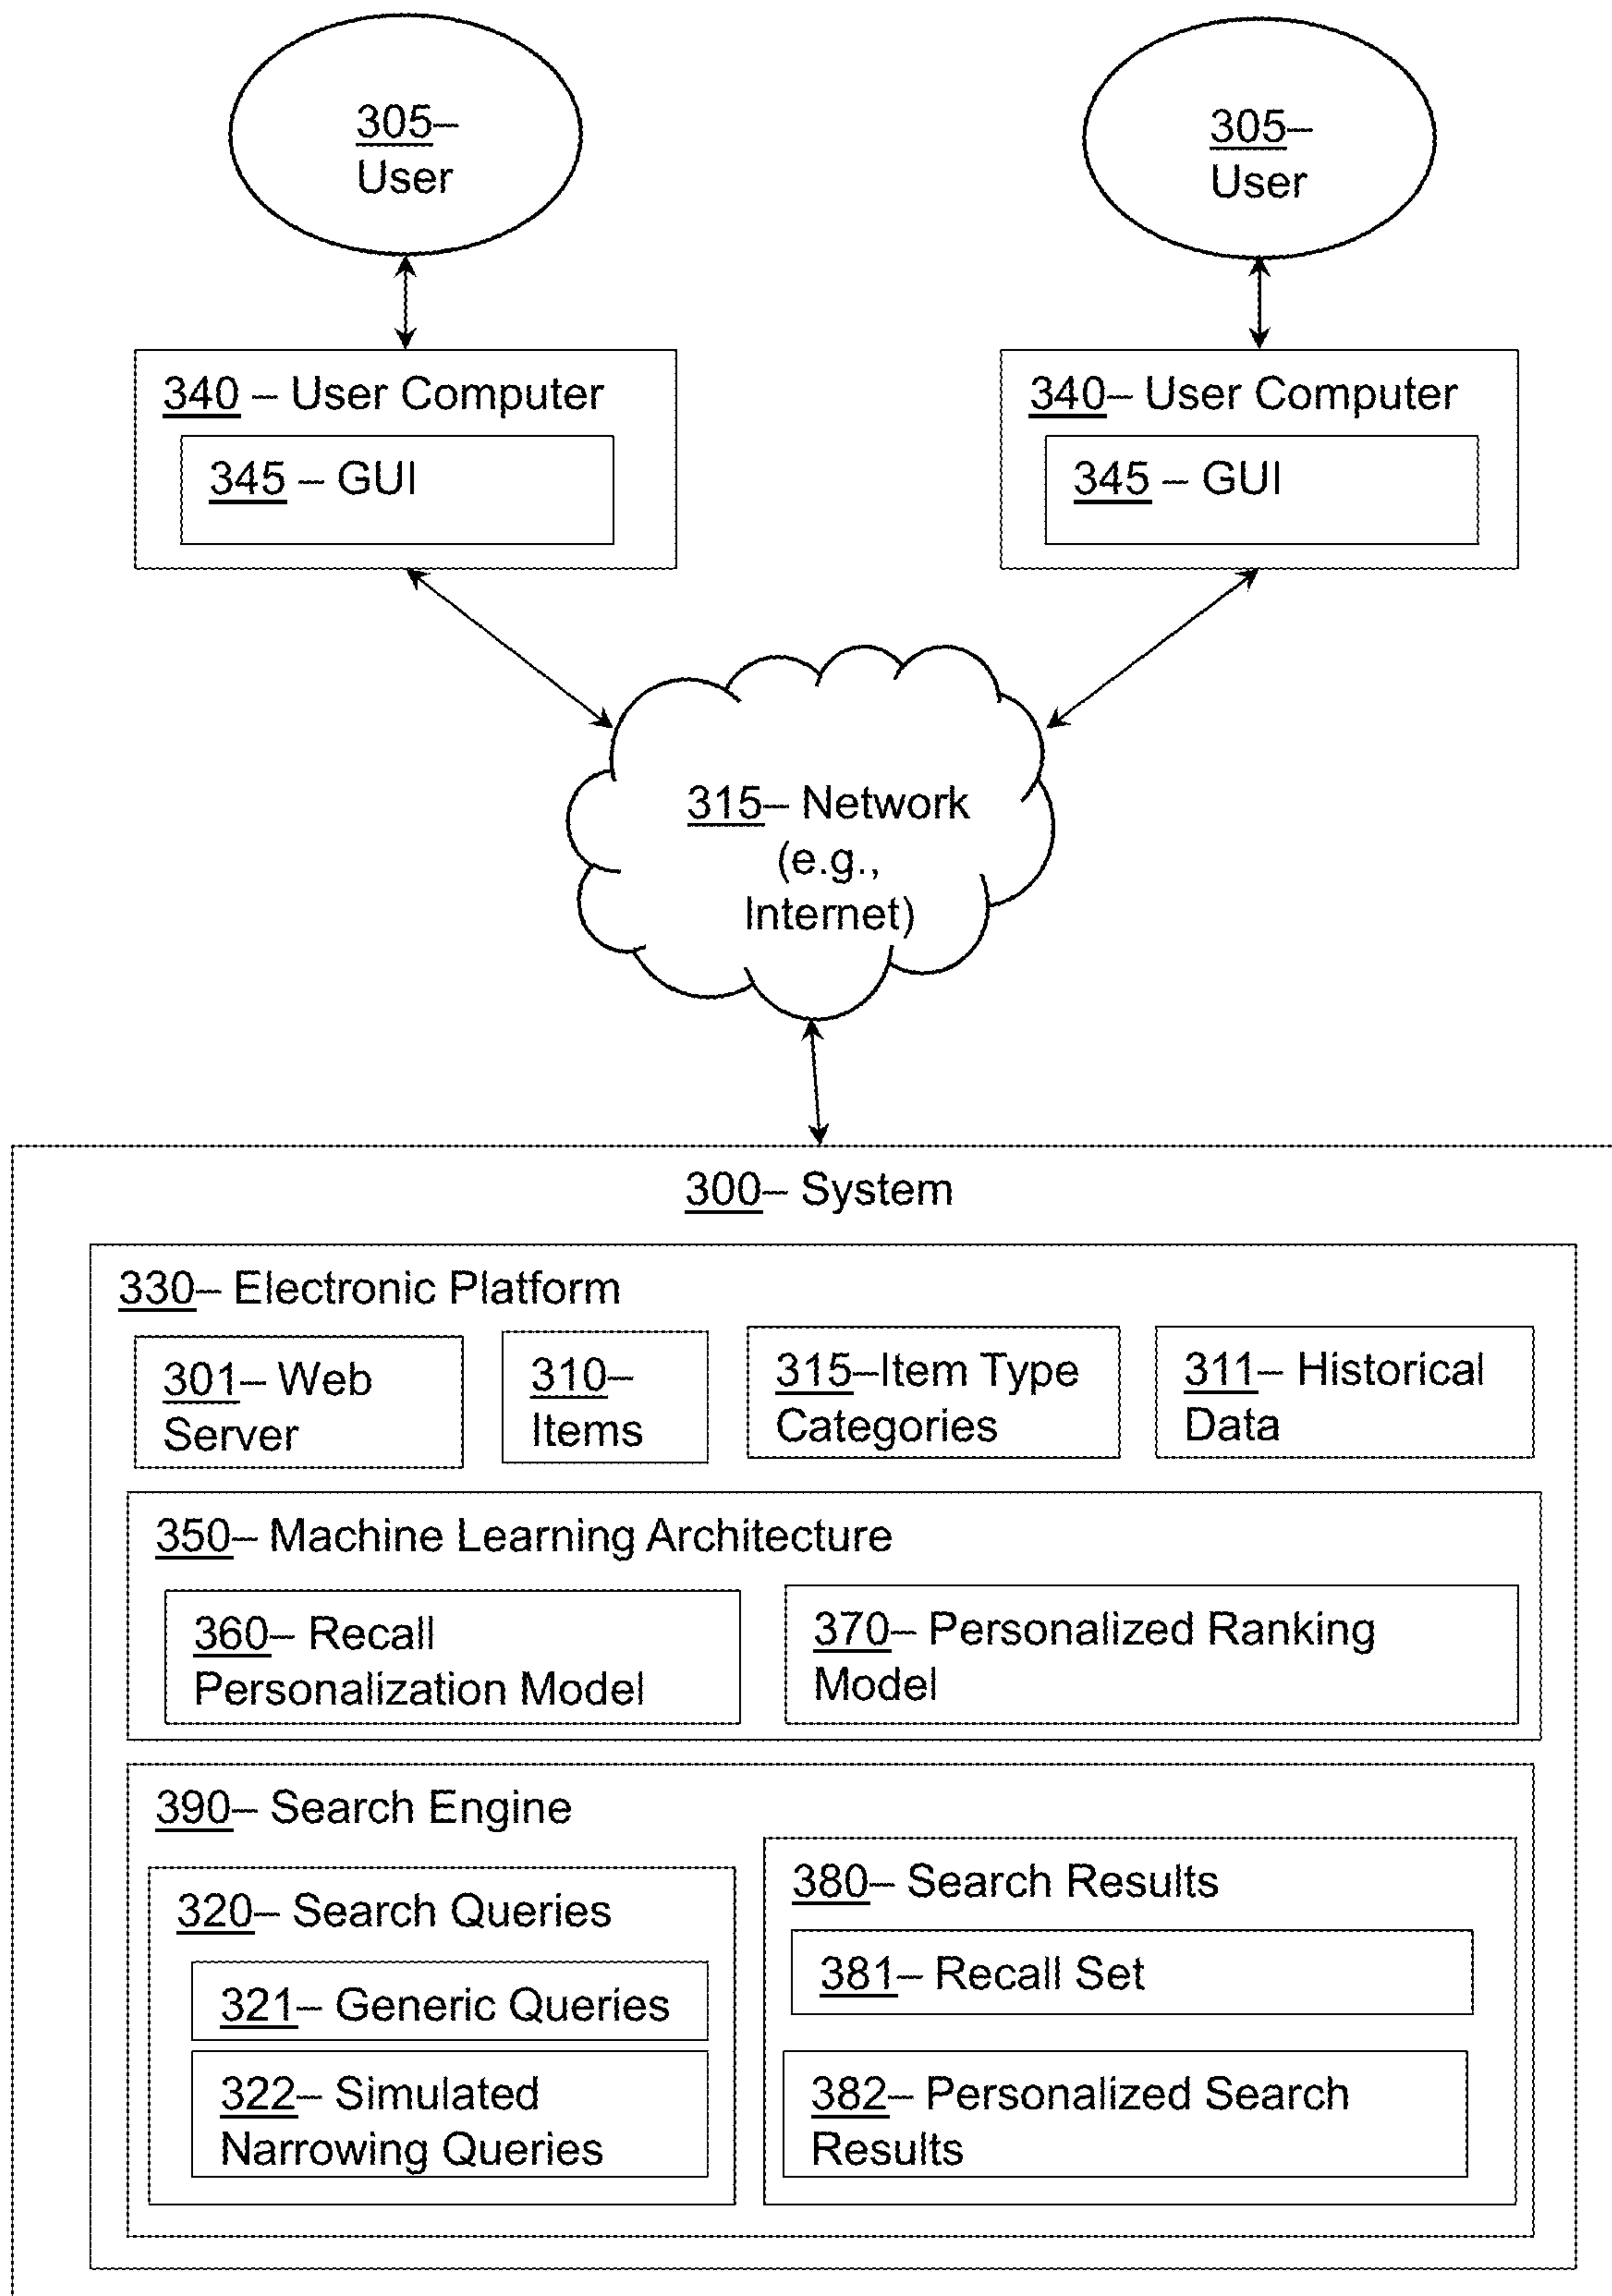 305–
User
305–
User
340 – User Computer
345 – GUI
340– User Computer
345 – GUI
315– Network
(e.g.,
Internet)
300– System
330– Electronic Platform
301– Web
Server
310–
Items
315–Item Type
Categories
311– Historical
Data
350– Machine Learning Architecture
360– Recall
Personalization Model
370– Personalized Ranking
Model
390– Search Engine
320– Search Queries
321– Generic Queries
322– Simulated
Narrowing Queries
380– Search Results
381– Recall Set
382– Personalized Search
Results